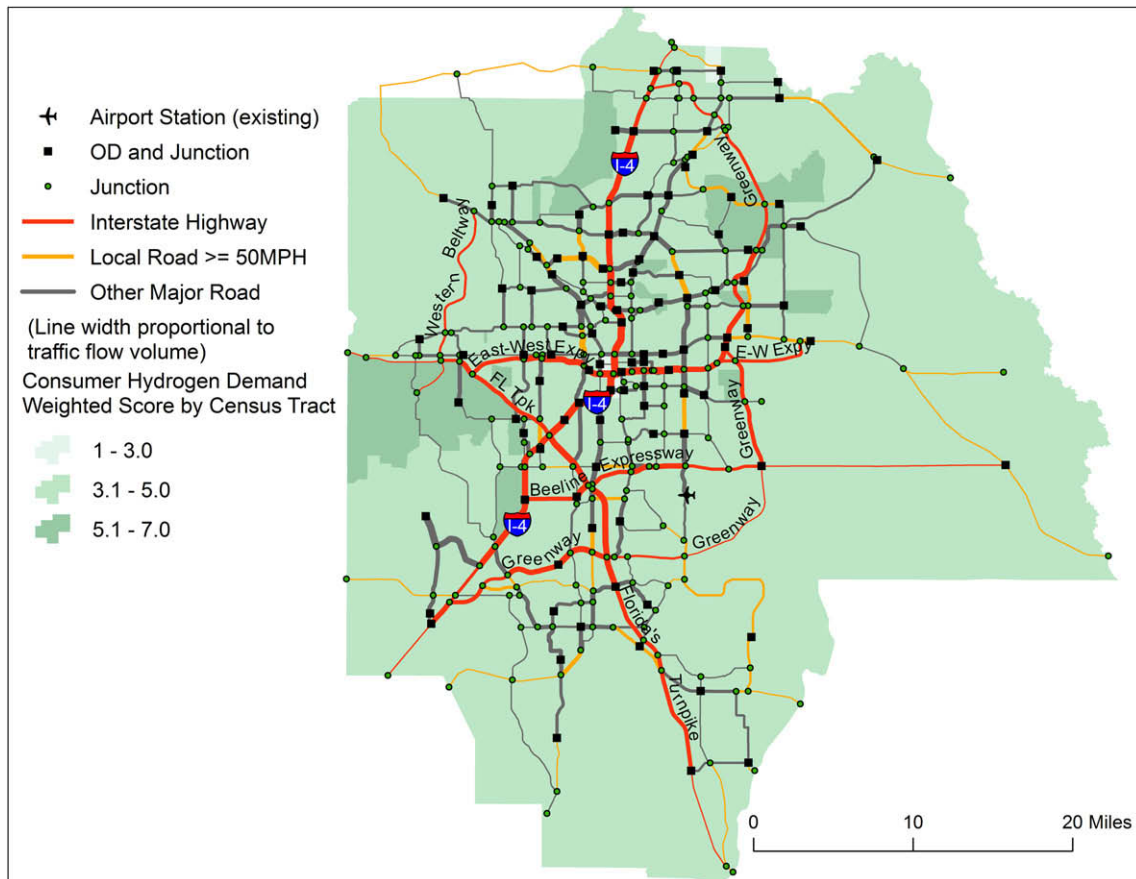 Airport Station (existing)
OD and Junction
Junction
Interstate Highway
Local Road >= 50MPH
Other Major Road
(Line width proportional to
traffic flow volume)
Consumer Hydrogen Demand
Weighted Score by Census Tract
1 - 3.0
3.1 - 5.0
5.1 - 7.0
I-4
Greenway
Western Beltway
East-West Expy
E-W Expy
FL Tpk
I-4
Greenway
Beeline Expressway
I-4
Greenway
Greenway
Florida's Turnpike
0 10 20 Miles